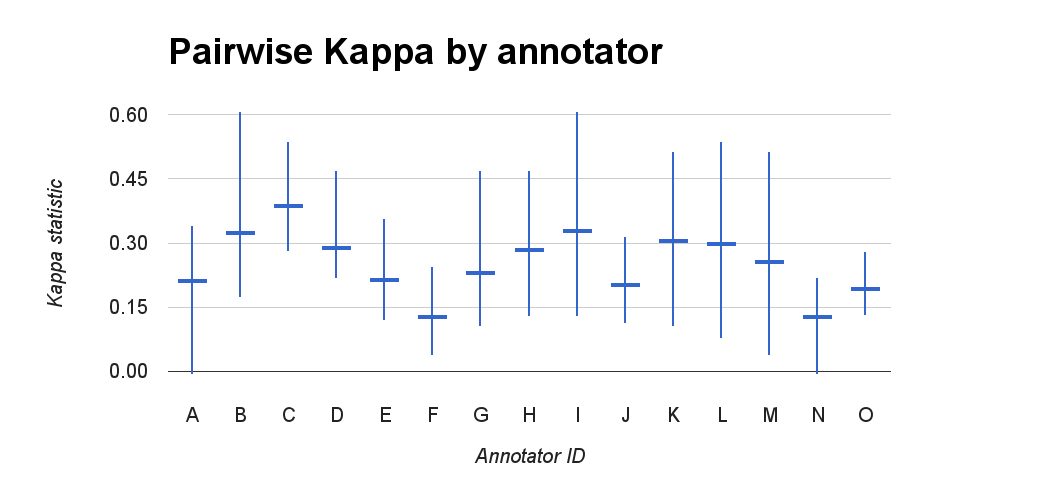 Pairwise Kappa by annotator
0.60
0.45
0.30
0.15
0.00
Kappa statistic
A B C D E F G H I J K L M N O
Annotator ID